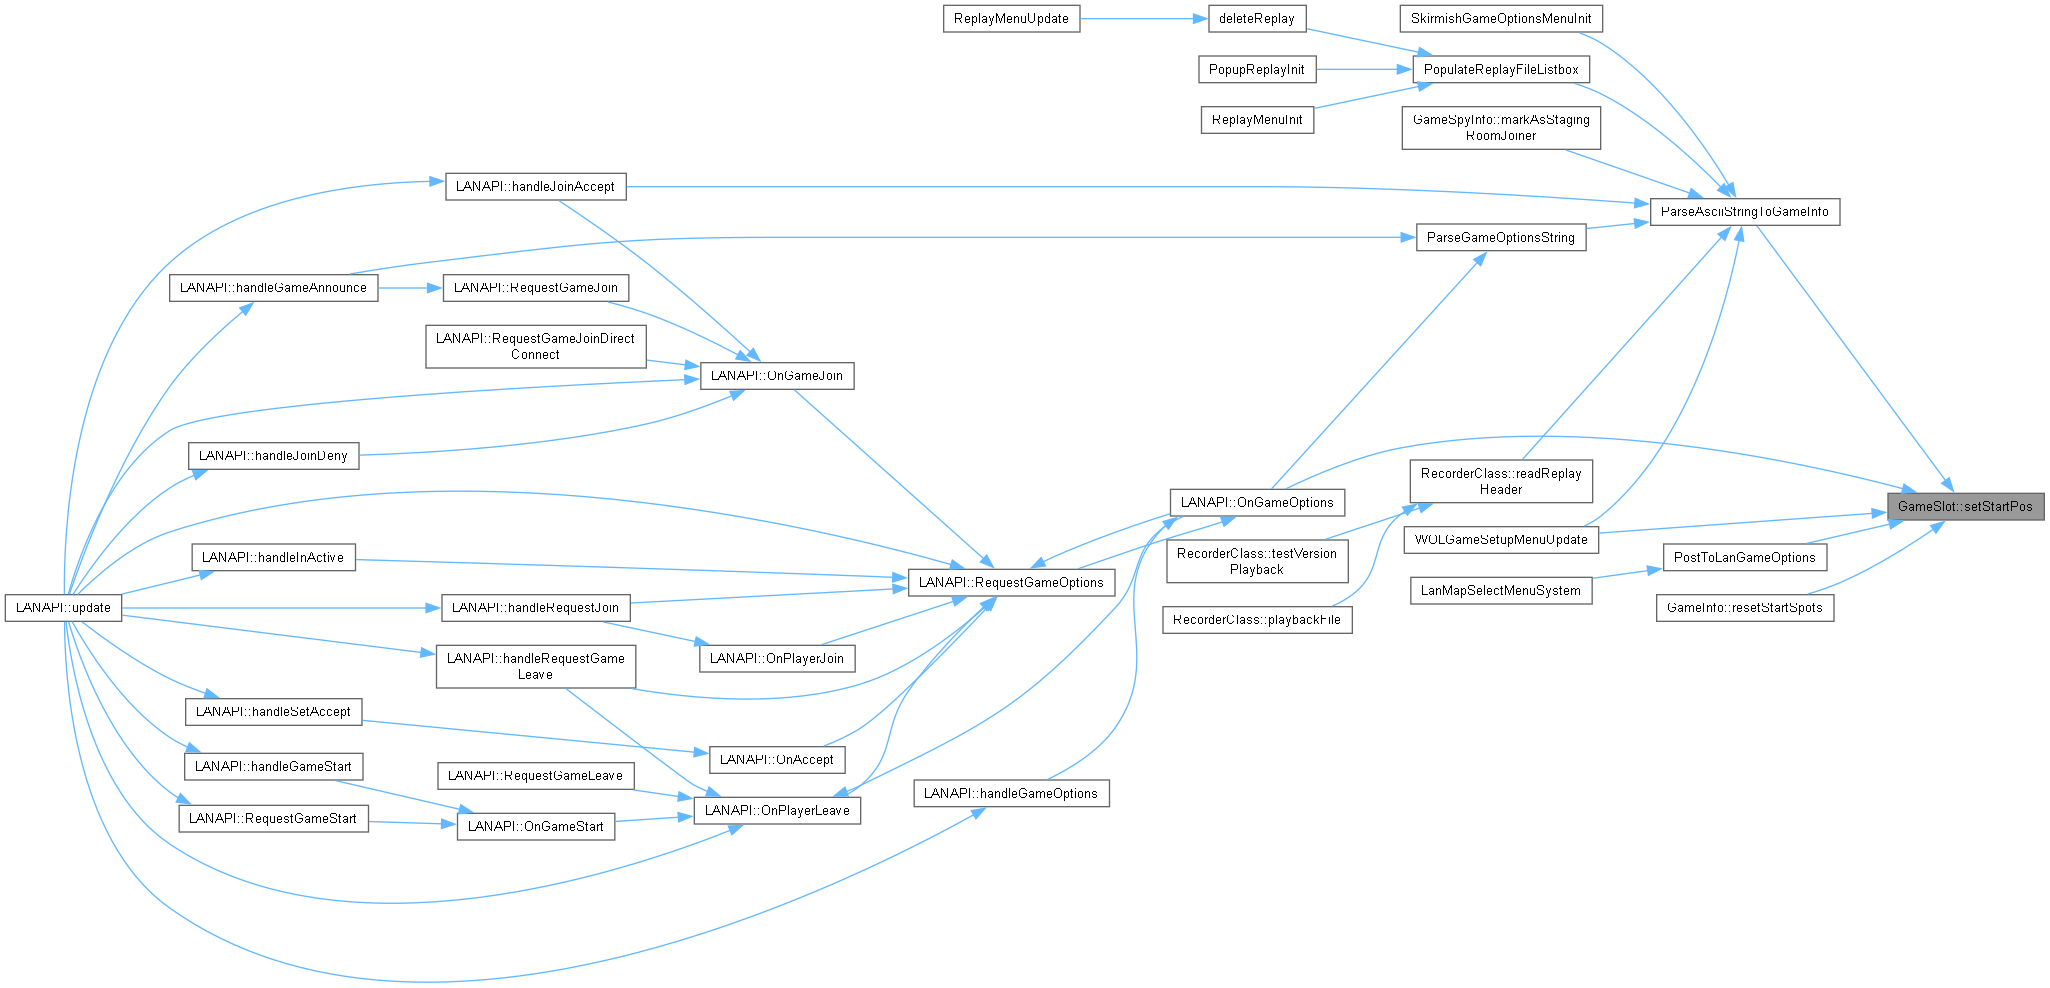 ReplayMenuUpdate
deleteReplay
SkirmishGameOptionsMenuInit
PopupReplayInit
PopulateReplayFileListbox
ReplayMenuInit
GameSpyInfo::markAsStaging
RoomJoiner
LANAPI::handleJoinAccept
ParseAsciiStringToGameInfo
ParseGameOptionsString
LANAPI::handleGameAnnounce
LANAPI::RequestGameJoin
LANAPI::RequestGameJoinDirect
Connect
LANAPI::OnGameJoin
LANAPI::handleJoinDeny
RecorderClass::readReplay
Header
LANAPI::OnGameOptions
GameSlot::setStartPos
WOLGameSetupMenuUpdate
LANAPI::handleInActive
RecorderClass::testVersion
Playback
PostToLanGameOptions
LANAPI::RequestGameOptions
LanMapSelectMenuSystem
LANAPI::update
LANAPI::handleRequestJoin
GameInfo::resetStartSpots
RecorderClass::playbackFile
LANAPI::handleRequestGame
Leave
LANAPI::OnPlayerJoin
LANAPI::handleSetAccept
LANAPI::OnAccept
LANAPI::handleGameStart
LANAPI::RequestGameLeave
LANAPI::handleGameOptions
LANAPI::OnPlayerLeave
LANAPI::RequestGameStart
LANAPI::OnGameStart